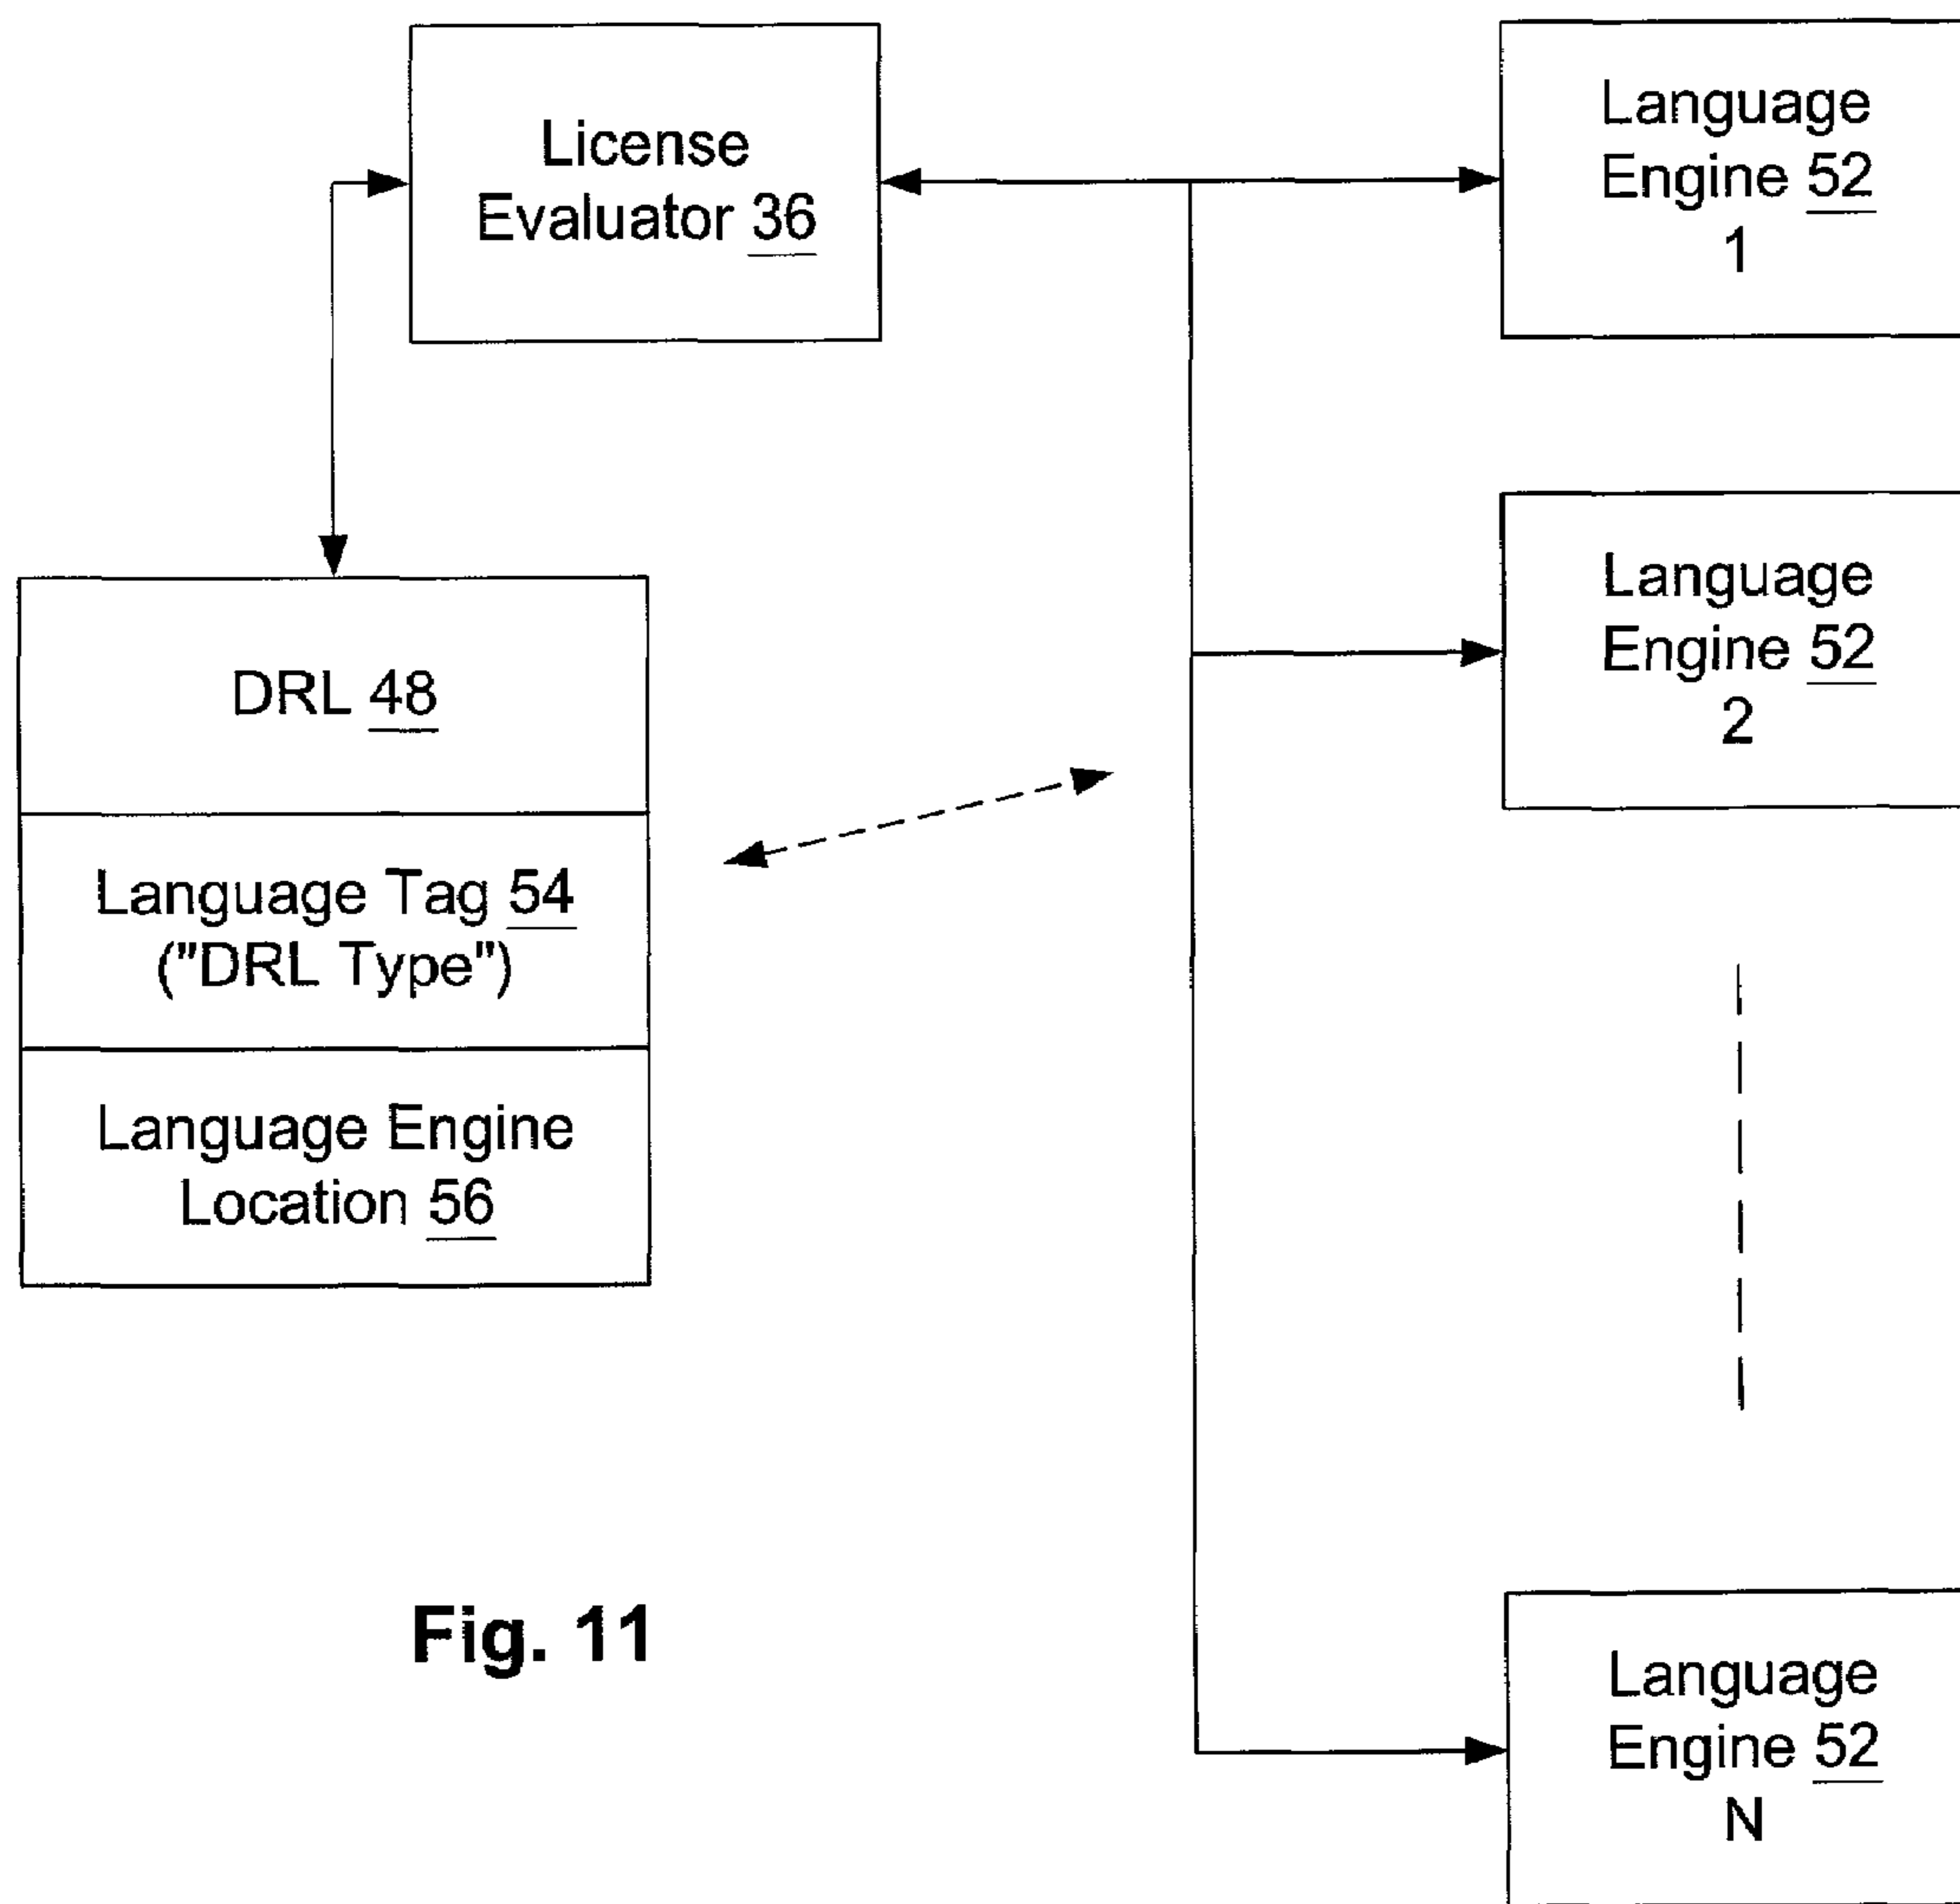 License
Evaluator 36
Language
Engine 52
1
Language
Engine 52
2
DRL 48
Language Tag 54
("DRL Type")
Language Engine
Location 56
Fig. 11
Language
Engine 52
N